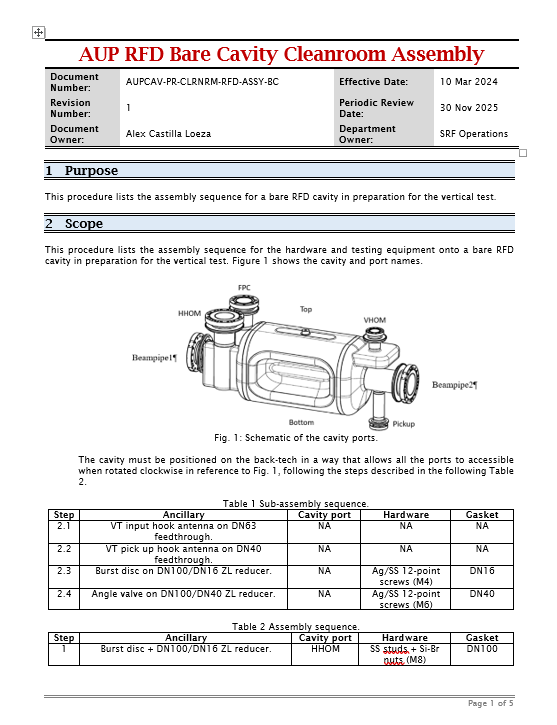 AUP RFD Bare Cavity Cleanroom Assembly
Document Number: AUPCAV-PR-CLRNRM-RFD-ASSY-BC Effective Date: 10 Mar 2024
Revision Number: 1 Periodic Review Date: 30 Nov 2025
Document Owner: Alex Castilla Loeza Department Owner: SRF Operations
1 Purpose
This procedure lists the assembly sequence for a bare RFD cavity in preparation for the vertical test.
2 Scope
This procedure lists the assembly sequence for the hardware and testing equipment onto a bare RFD
cavity in preparation for the vertical test. Figure 1 shows the cavity and port names.
FPC
HHOM
Top
VHOM
Beampipe1¶
Beampipe2¶
Bottom
Pickup
Fig. 1: Schematic of the cavity ports.
The cavity must be positioned on the back-tech in a way that allows all the ports to accessible
when rotated clockwise in reference to Fig. 1, following the steps described in the following Table
2.
Table 1 Sub-assembly sequence.
Step Ancillary Cavity port Hardware Gasket
2.1 VT input hook antenna on DN63 feedthrough. NA NA NA
2.2 VT pick up hook antenna on DN40 feedthrough. NA NA NA
2.3 Burst disc on DN100/DN16 ZL reducer. NA Ag/SS 12-point screws (M4) DN16
2.4 Angle valve on DN100/DN40 ZL reducer. NA Ag/SS 12-point screws (M6) DN40
Table 2 Assembly sequence.
Step Ancillary Cavity port Hardware Gasket
1 Burst disc + DN100/DN16 ZL reducer. HHOM SS studs + Si-Br nuts (M8) DN100
Page 1 of 5